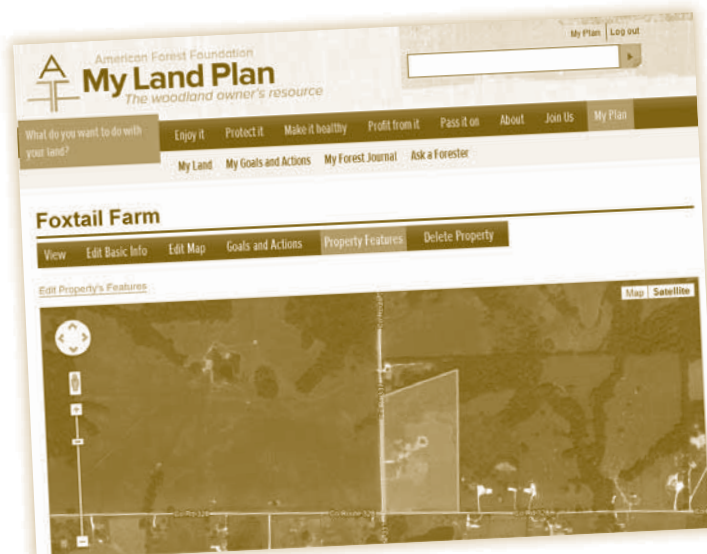 My Plan Log out
American Forest Foundation
My Land Plan
The woodland owner's resource
What do you want to do with
your land?
Enjoy it Protect it Make it healthy Profit from it Pass it on About Join Us My Plan
My Land My Goals and Actions My Forest Journal Ask a Forester
Foxtail Farm
View Edit Basic Info Edit Map Goals and Actions Property Features Delete Property
Edit Property's Features
Map Satellite
Co Rd 326